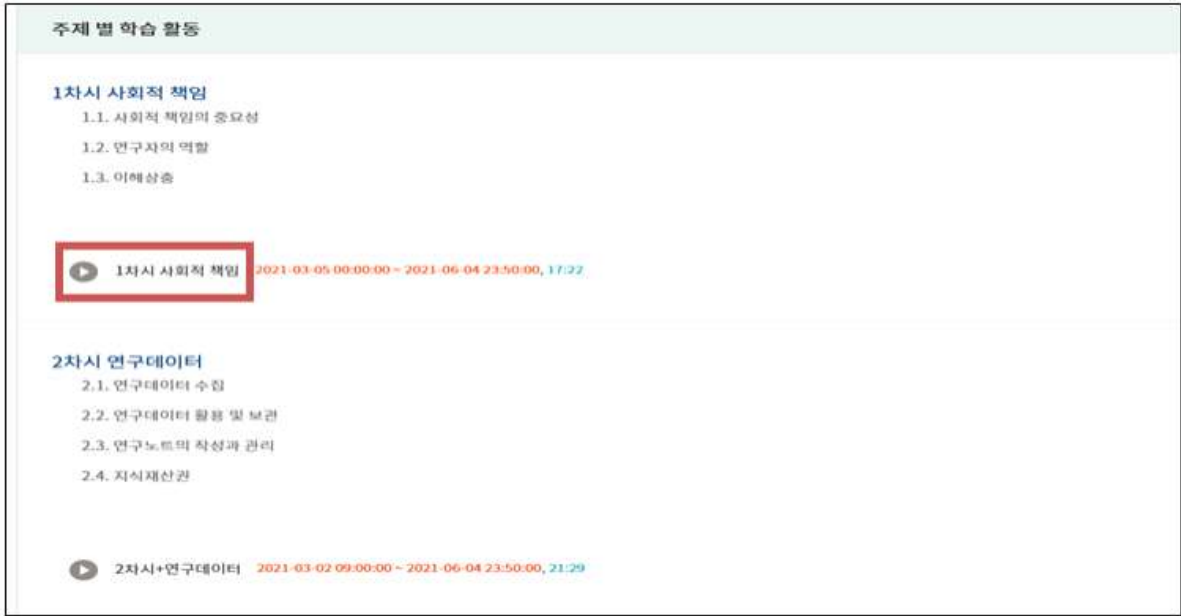 주제 별 학습 활동
1차시 사회적 책임
1.1. 사회적 책임의 중요성
1.2. 연구자의 역할
1.3. 이해상충
1차시 사회적 책임 2021-03-05 00:00:00 ~ 2021-06-04 23:50:00, 17:22
2차시 연구데이터
2.1. 연구데이터 수집
2.2. 연구데이터 활용 및 보관
2.3. 연구노트의 작성과 관리
2.4. 지식재산권
2차시+연구데이터 2021-03-02 09:00:00 ~ 2021-06-04 23:50:00, 21:29